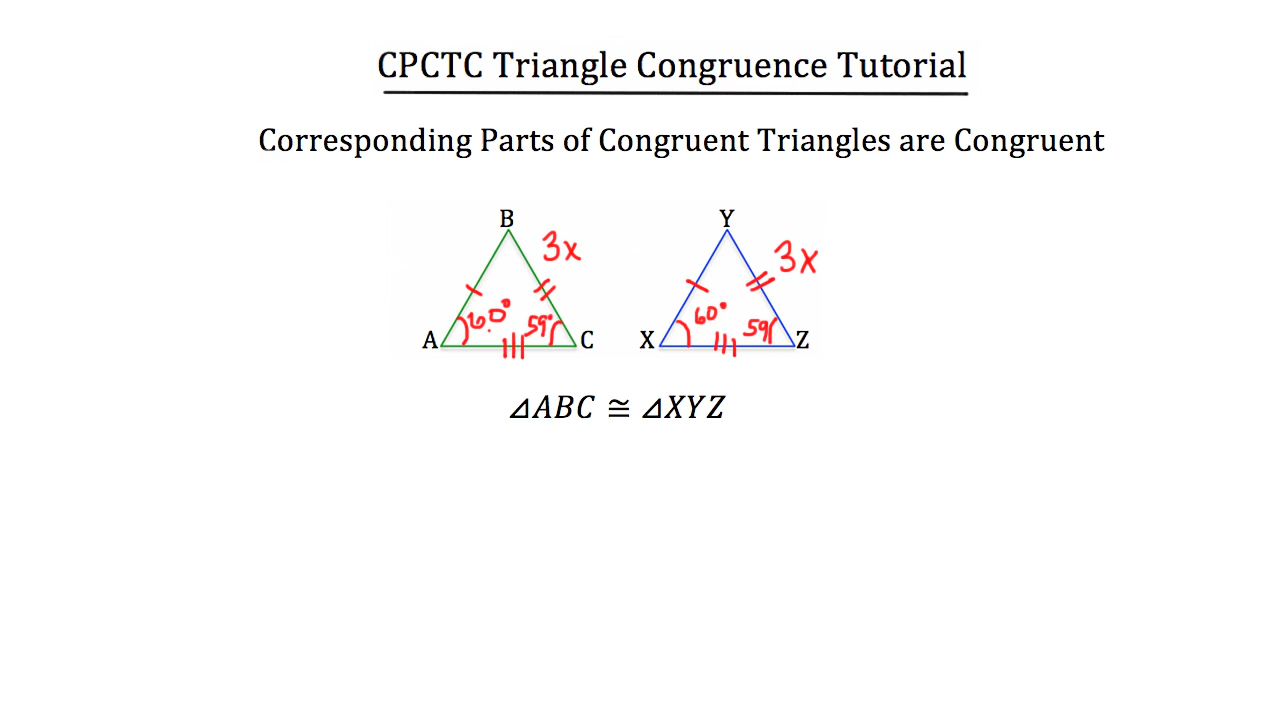 CPCTC Triangle Congruence Tutorial
Corresponding Parts of Congruent Triangles are Congruent
B Y
3x 3x
60° 59° 60° 59
A C X Z
⊿ABC ≅ ⊿XYZ